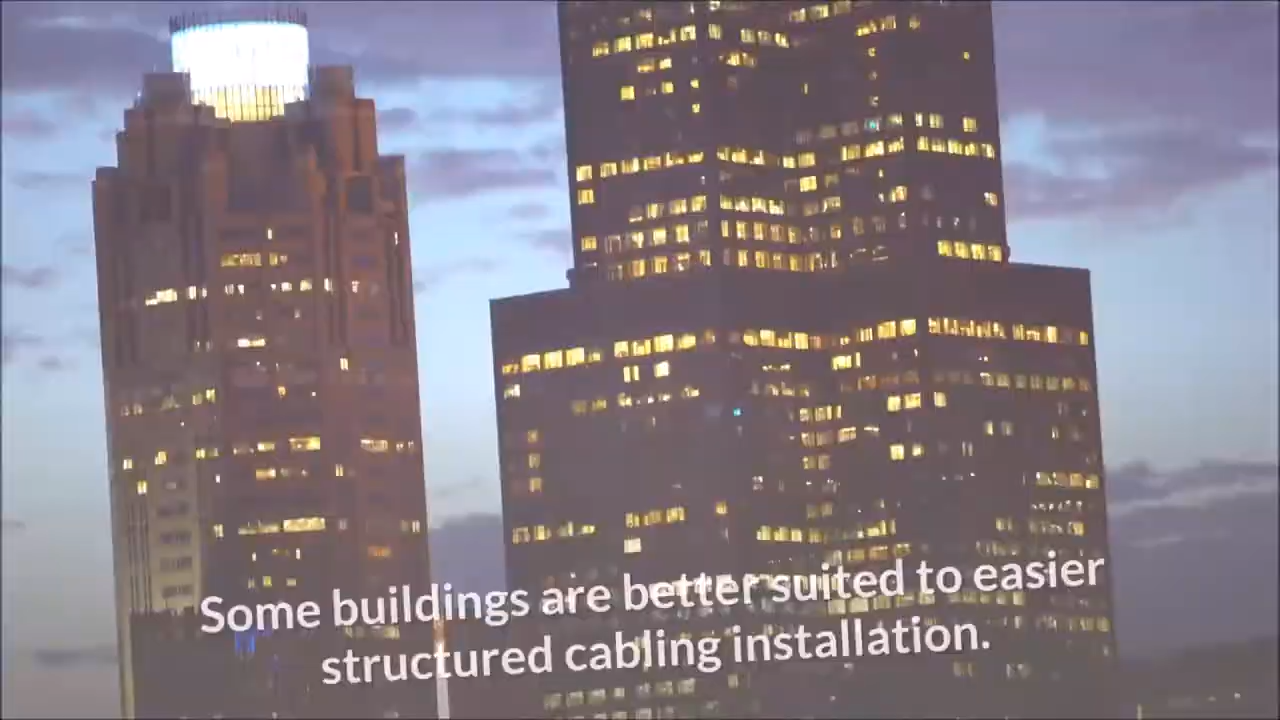 Some buildings are better suited to easier
structured cabling installation.